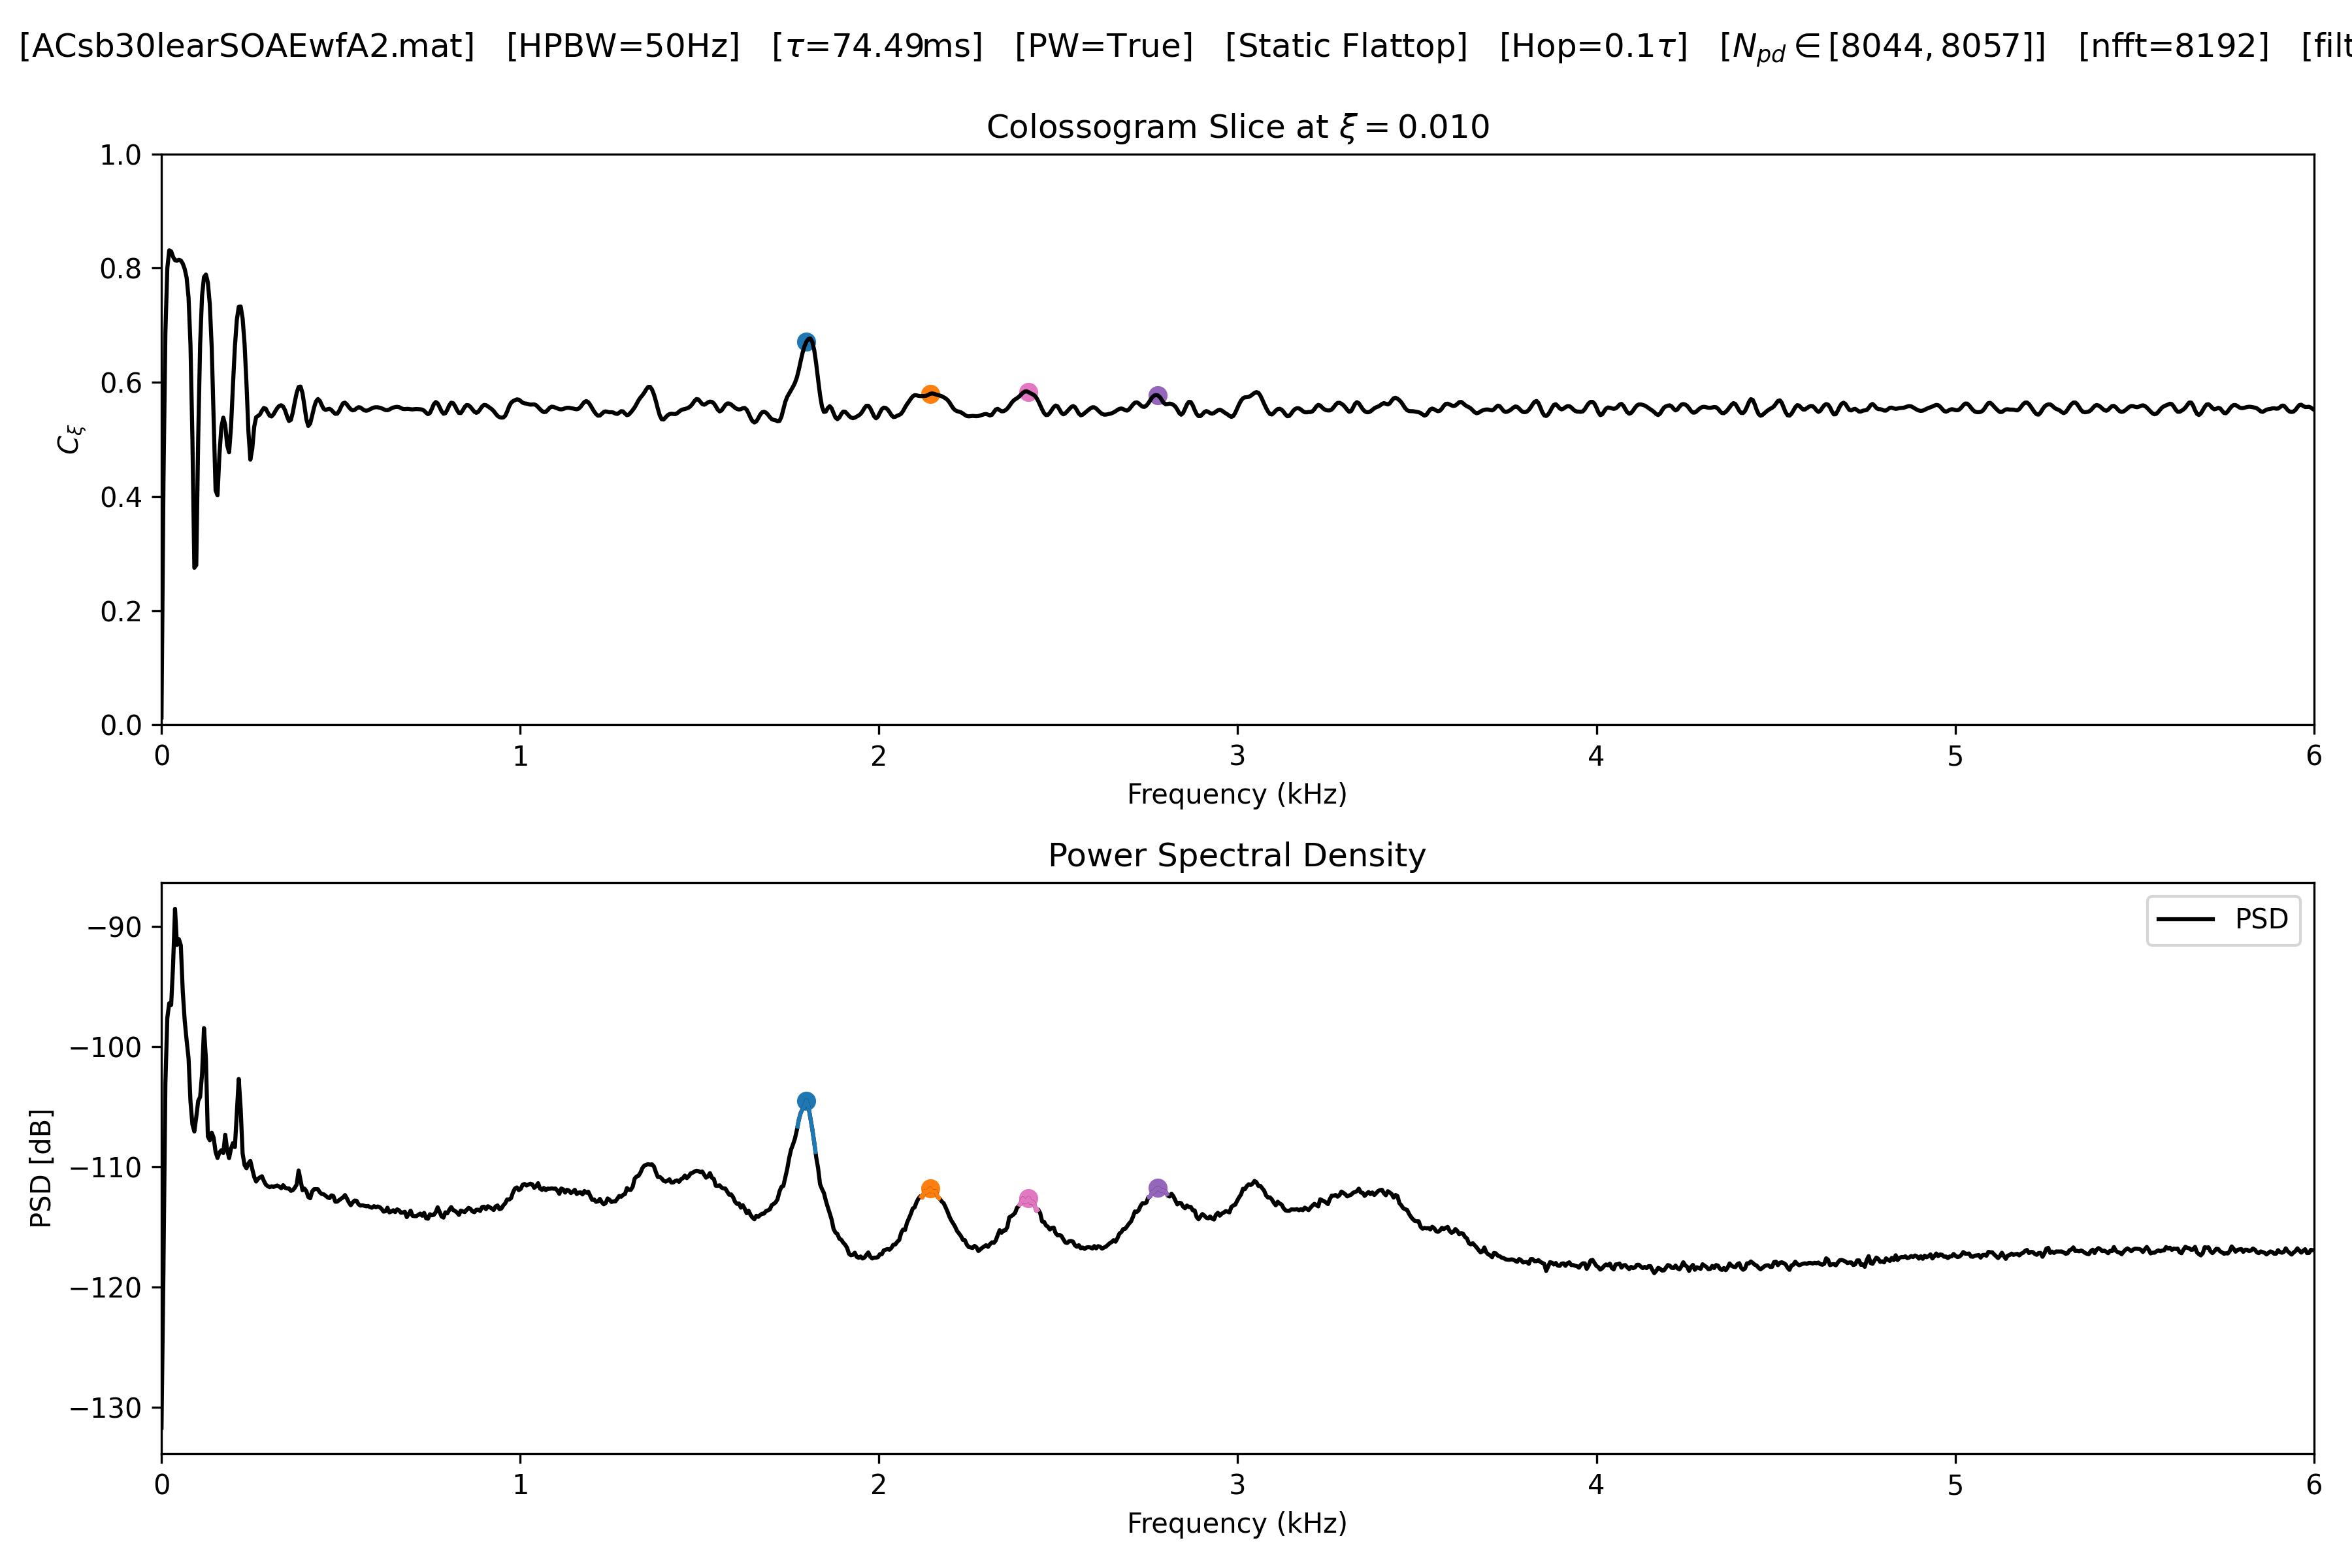 [ACsb30learSOAEwfA2.mat] [HPBW=50Hz] [τ=74.49ms] [PW=True] [Static Flattop] [Hop=0.1τ] [N_pd ∈ [8044, 8057]] [nfft=8192] [filt
Colossogram Slice at ξ = 0.010
1.0
0.8
0.6
0.4
0.2
0.0
C_ξ
0 1 2 3 4 5 6
Frequency (kHz)
Power Spectral Density
PSD
−90
−100
−110
−120
−130
PSD [dB]
0 1 2 3 4 5 6
Frequency (kHz)